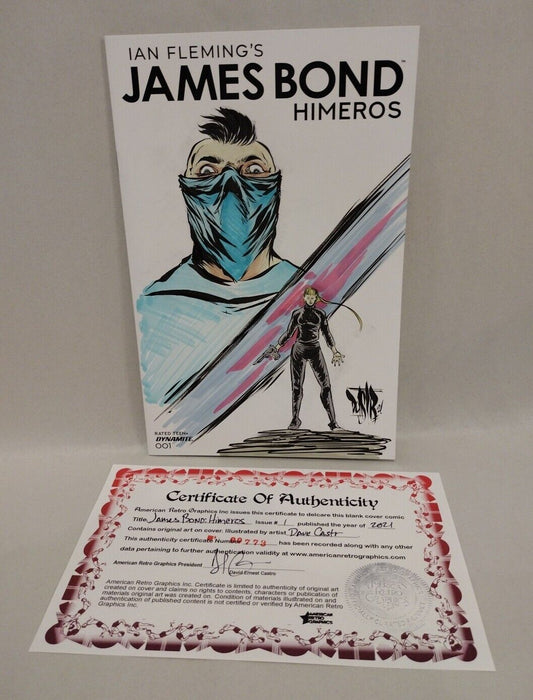 IAN FLEMING'S
JAMES BOND™
HIMEROS
RATED TEEN+
DYNAMITE
001
Certificate Of Authenticity
American Retro Graphics Inc issues this certificate to delcare this blank cover comic
Title James Bond: Himeros Issue # 1 published the year of 2021
Contains original art on cover. Illustrated by artist Dave Castr
This authenticity certificate Number 00223 has been recorded along with any other
data pertaining to further authentication validity at www.americanretrographics.com
American Retro Graphics President
David-Ernest Castro
American Retro Graphics Inc. Certificate is limited to authenticity of original art
created on cover and claims no rights to contents, characters or publication of
materials original art was created on. Condition of materials illustrated on and
authentication of published content is not certified or verified by American Retro
Graphics Inc.
AMERICAN
RETRO
GRAPHICS